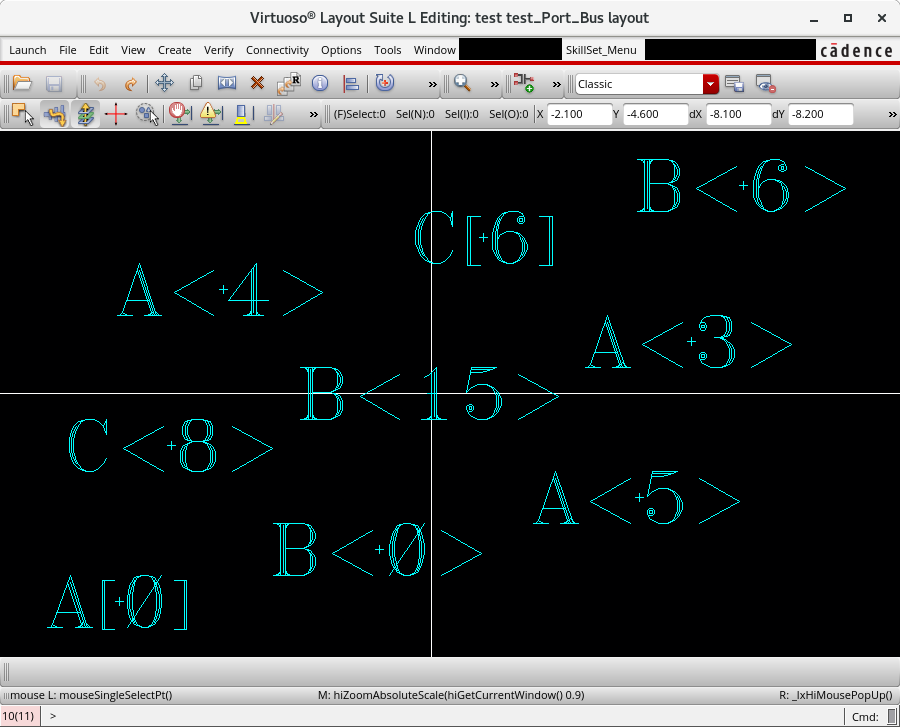 Virtuoso® Layout Suite L Editing: test test_Port_Bus layout
Launch File Edit View Create Verify Connectivity Options Tools Window SkillSet_Menu cādence
Classic
(F)Select:0 Sel(N):0 Sel(I):0 Sel(O):0 X -2.100 Y -4.600 dX -8.100 dY -8.200
B<6>
C[6]
A<4>
A<3>
B<15>
C<8>
A<5>
B<0>
A[0]
mouse L: mouseSingleSelectPt() M: hiZoomAbsoluteScale(hiGetCurrentWindow() 0.9) R: _lxHiMousePopUp()
10(11) > Cmd: